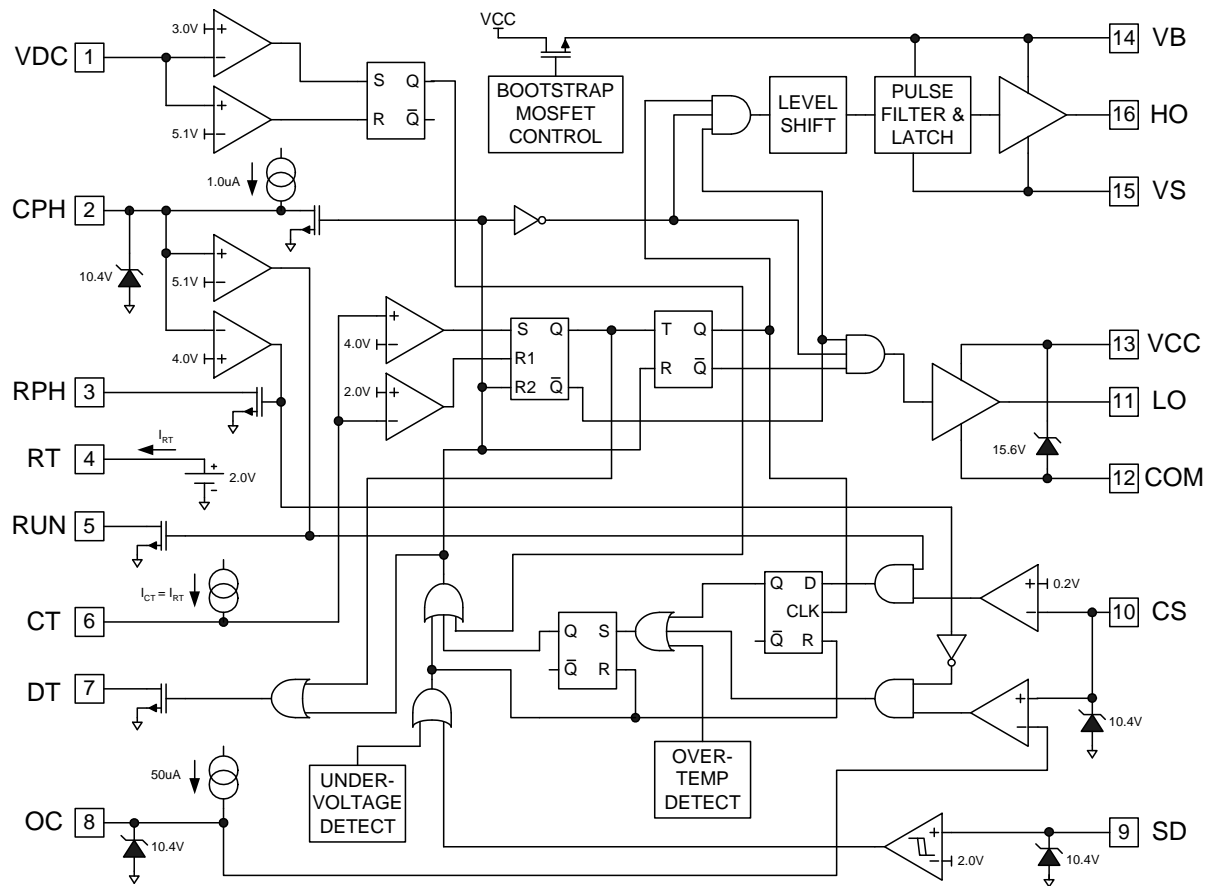 VDC 1
3.0V
+
−
+
5.1V
−
S Q
R Q̅
VCC
BOOTSTRAP
MOSFET
CONTROL
LEVEL
SHIFT
PULSE
FILTER &
LATCH
14 VB
16 HO
15 VS
CPH 2
1.0uA
10.4V
+
5.1V
−
−
4.0V
+
RPH 3
+
4.0V
−
2.0V
+
−
S Q
R1
R2 Q̅
T Q
R Q̅
13 VCC
11 LO
15.6V
12 COM
RT 4
IRT
+
−
2.0V
RUN 5
ICT = IRT
CT 6
DT 7
Q S
Q̅ R
Q D
CLK
Q̅ R
+
0.2V
−
10 CS
+
−
10.4V
UNDER-
VOLTAGE
DETECT
OVER-
TEMP
DETECT
50uA
OC 8
10.4V
+
−
2.0V
9 SD
10.4V